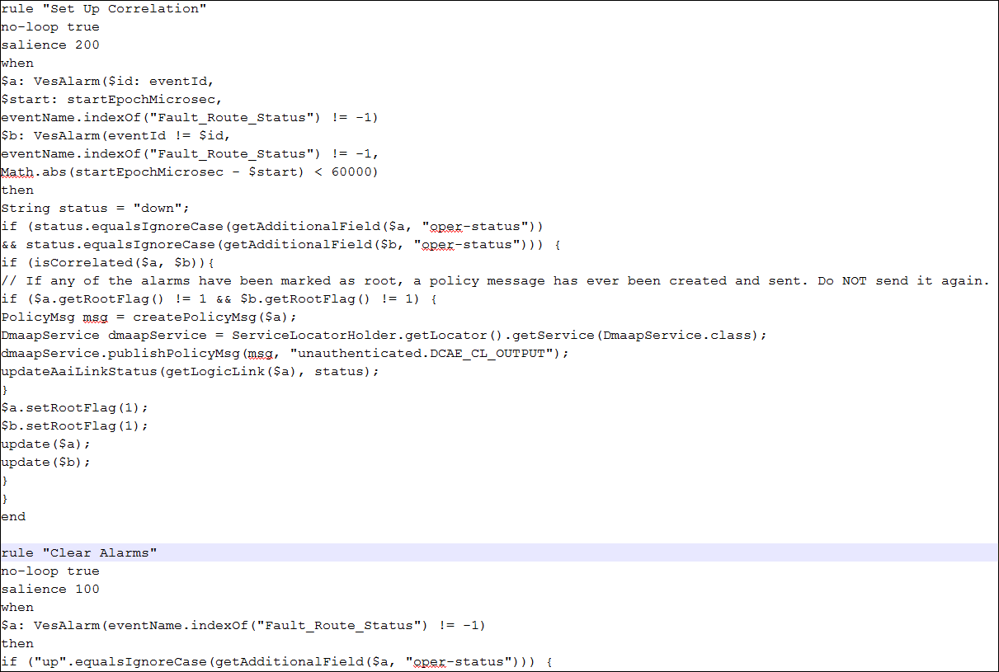 rule "Set Up Correlation"
no-loop true
salience 200
when
$a: VesAlarm($id: eventId,
$start: startEpochMicrosec,
eventName.indexOf("Fault_Route_Status") != -1)
$b: VesAlarm(eventId != $id,
eventName.indexOf("Fault_Route_Status") != -1,
Math.abs(startEpochMicrosec - $start) < 60000)
then
String status = "down";
if (status.equalsIgnoreCase(getAdditionalField($a, "oper-status"))
&& status.equalsIgnoreCase(getAdditionalField($b, "oper-status"))) {
if (isCorrelated($a, $b)){
// If any of the alarms have been marked as root, a policy message has ever been created and sent. Do NOT send it again.
if ($a.getRootFlag() != 1 && $b.getRootFlag() != 1) {
PolicyMsg msg = createPolicyMsg($a);
DmaapService dmaapService = ServiceLocatorHolder.getLocator().getService(DmaapService.class);
dmaapService.publishPolicyMsg(msg, "unauthenticated.DCAE_CL_OUTPUT");
updateAaiLinkStatus(getLogicLink($a), status);
}
$a.setRootFlag(1);
$b.setRootFlag(1);
update($a);
update($b);
}
}
end
rule "Clear Alarms"
no-loop true
salience 100
when
$a: VesAlarm(eventName.indexOf("Fault_Route_Status") != -1)
then
if ("up".equalsIgnoreCase(getAdditionalField($a, "oper-status"))) {